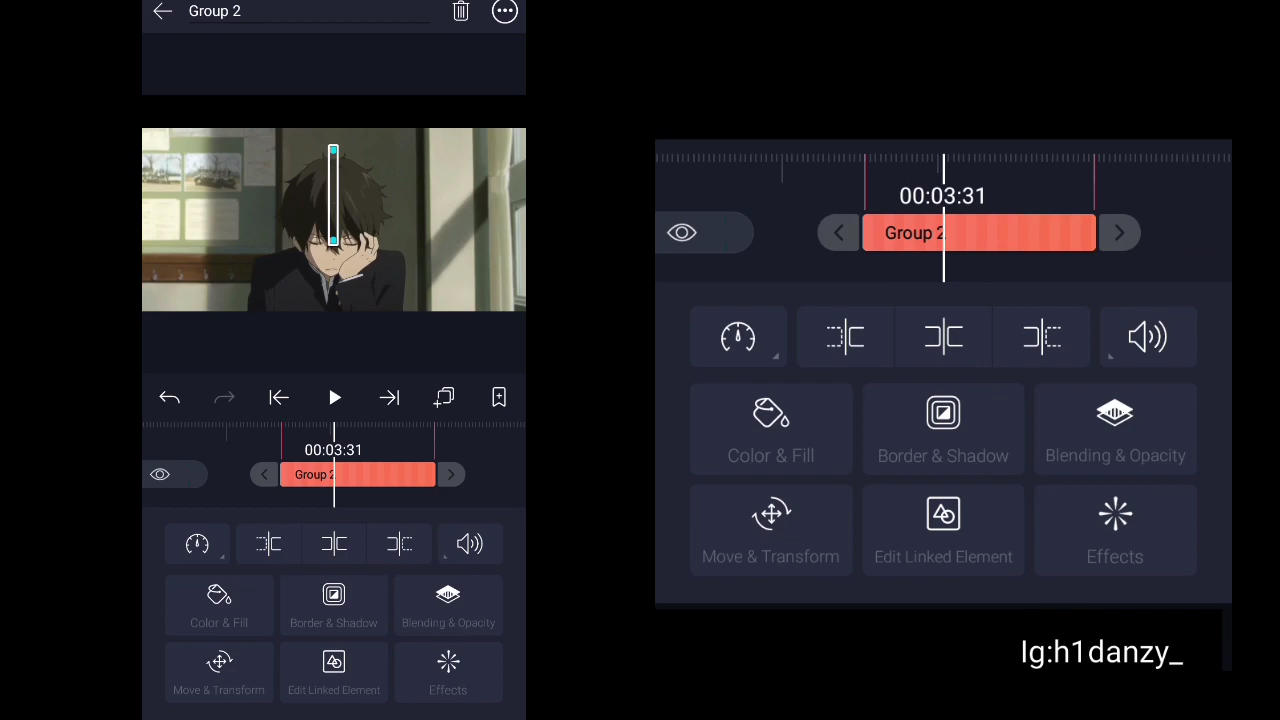 Group 2
00:03:31
Group 2
Color & Fill
Border & Shadow
Blending & Opacity
Move & Transform
Edit Linked Element
Effects
00:03:31
Group 2
Color & Fill
Border & Shadow
Blending & Opacity
Move & Transform
Edit Linked Element
Effects
Ig:h1danzy_